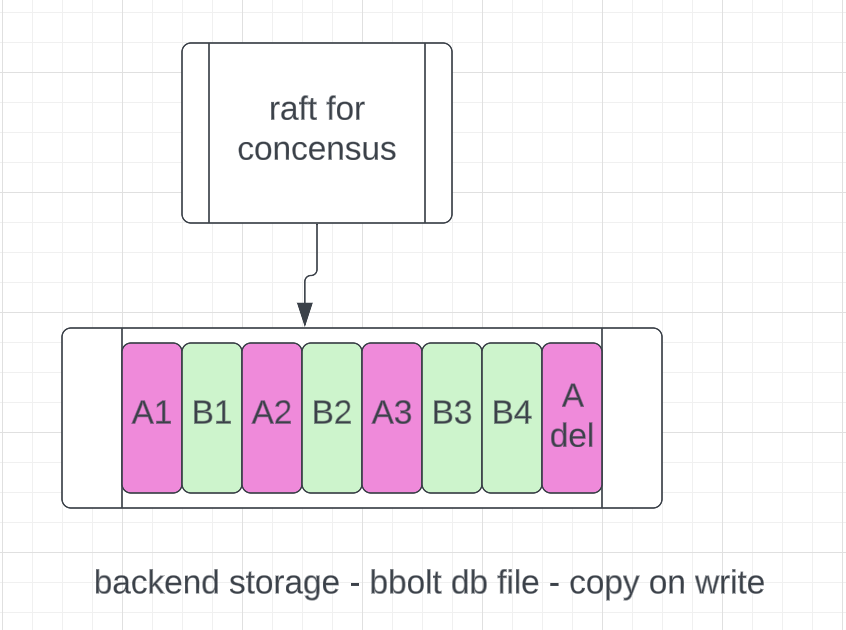 raft for
concensus
A1 B1 A2 B2 A3 B3 B4 A
del
backend storage - bbolt db file - copy on write